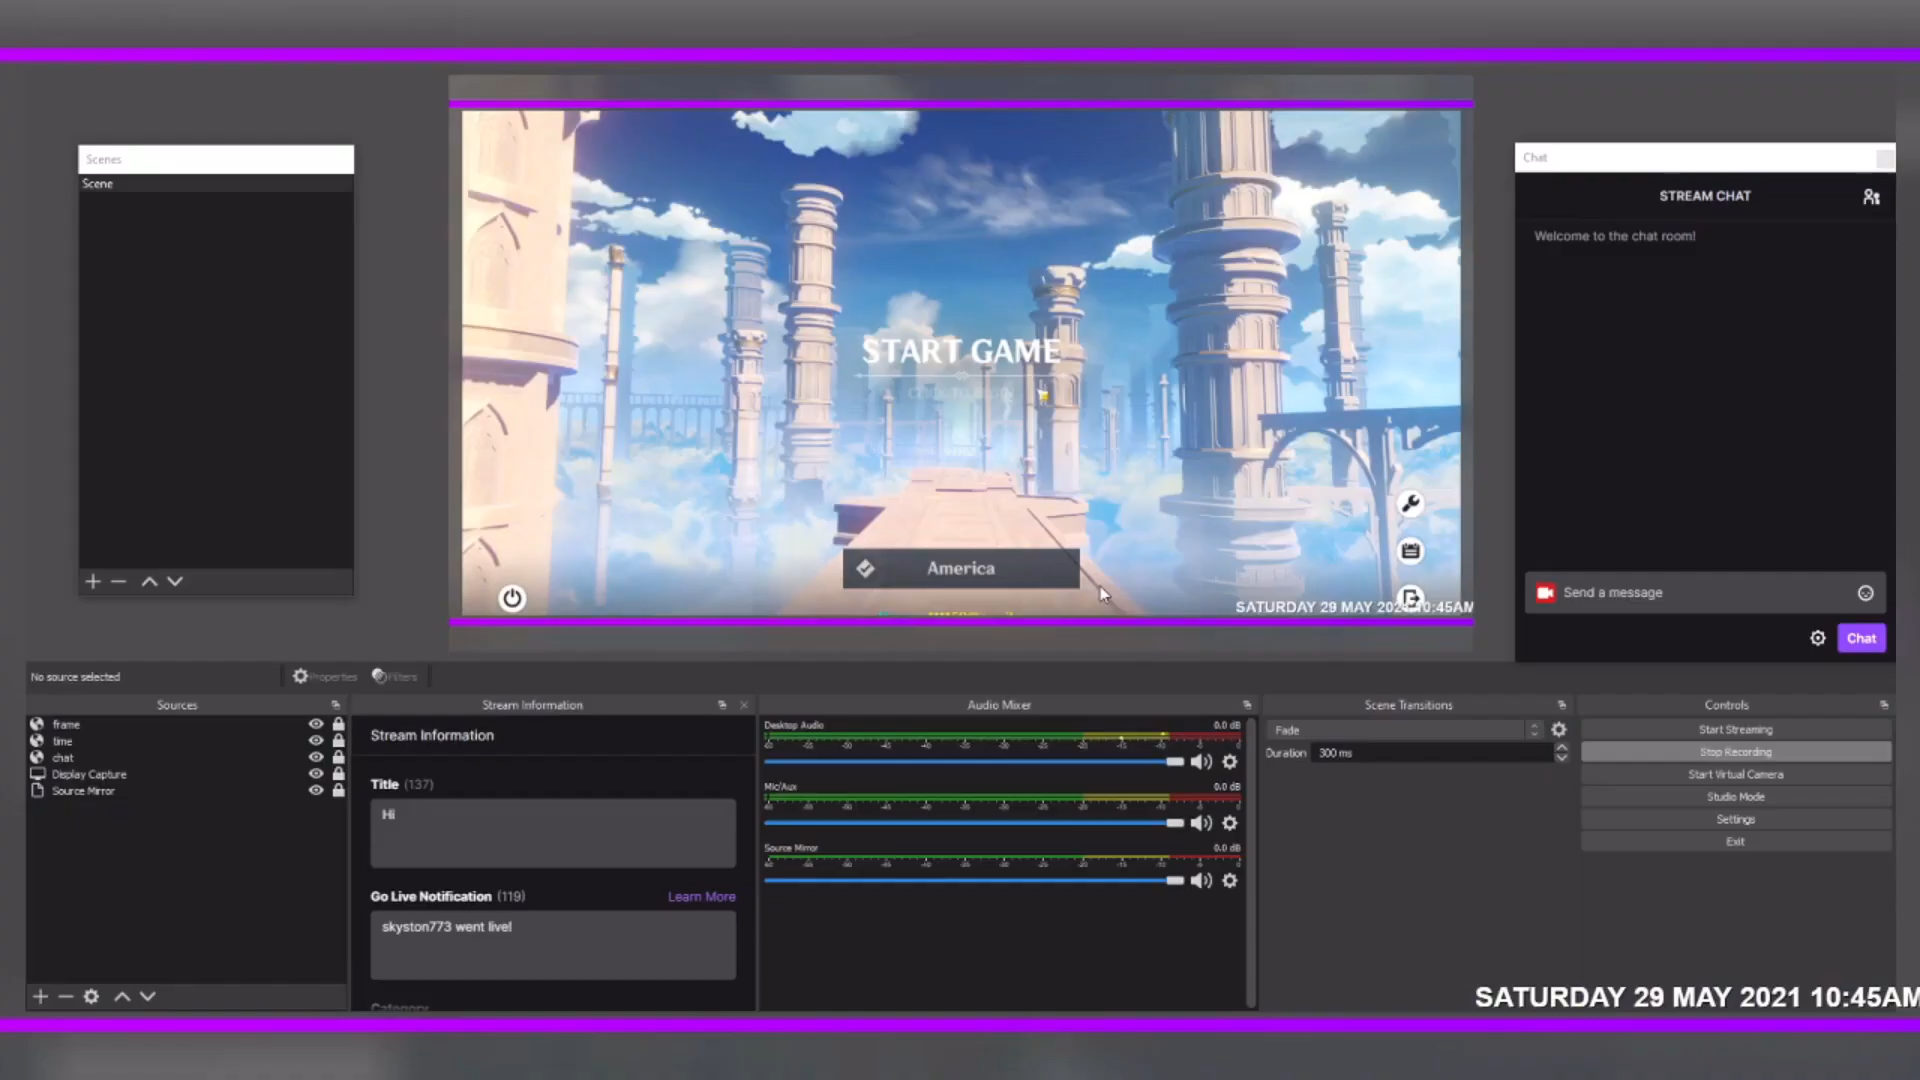 Scenes
Scene
START GAME
America
SATURDAY 29 MAY 2021 10:45AM
Chat
STREAM CHAT
Welcome to the chat room!
Send a message
Chat
No source selected
Properties
Filters
Sources
frame
time
chat
Display Capture
Source Mirror
Stream Information
Stream Information
Title (137)
Hi
Go Live Notification (119)
Learn More
skyston773 went live!
Category
Audio Mixer
Desktop Audio
0.0 dB
Mic/Aux
0.0 dB
Source Mirror
0.0 dB
Scene Transitions
Fade
Duration 300 ms
Controls
Start Streaming
Stop Recording
Start Virtual Camera
Studio Mode
Settings
Exit
SATURDAY 29 MAY 2021 10:45AM